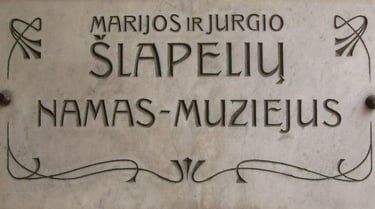 MARIJOS IR JURGIO
ŠLAPELIŲ
NAMAS-MUZIEJUS